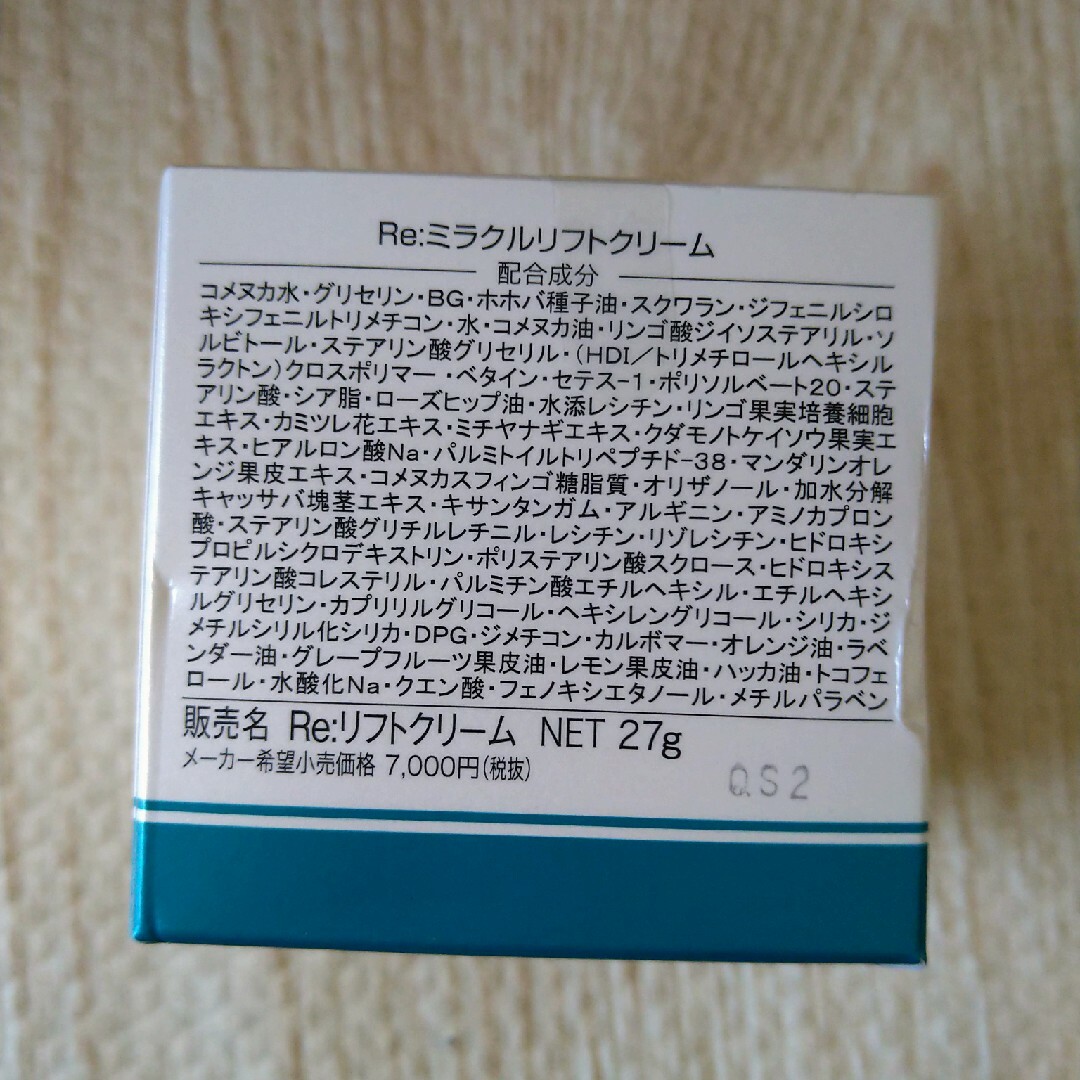 Re:ミラクルリフトクリーム
配合成分
コメヌカ水・グリセリン・BG・ホホバ種子油・スクワラン・ジフェニルシロ
キシフェニルトリメチコン・水・コメヌカ油・リンゴ酸ジイソステアリル・ソ
ルビトール・ステアリン酸グリセリル・(HDI/トリメチロールヘキシル
ラクトン)クロスポリマー・ベタイン・セテス-1・ポリソルベート20・ステ
アリン酸・シア脂・ローズヒップ油・水添レシチン・リンゴ果実培養細胞
エキス・カミツレ花エキス・ミチヤナギエキス・クダモノトケイソウ果実エ
キス・ヒアルロン酸Na・パルミトイルトリペプチド-38・マンダリンオレ
ンジ果皮エキス・コメヌカスフィンゴ糖脂質・オリザノール・加水分解
キャッサバ塊茎エキス・キサンタンガム・アルギニン・アミノカプロン
酸・ステアリン酸グリチルレチニル・レシチン・リゾレシチン・ヒドロキシ
プロピルシクロデキストリン・ポリステアリン酸スクロース・ヒドロキシス
テアリン酸コレステリル・パルミチン酸エチルヘキシル・エチルヘキシ
ルグリセリン・カプリリルグリコール・ヘキシレングリコール・シリカ・ジ
メチルシリル化シリカ・DPG・ジメチコン・カルボマー・オレンジ油・ラベ
ンダー油・グレープフルーツ果皮油・レモン果皮油・ハッカ油・トコフェ
ロール・水酸化Na・クエン酸・フェノキシエタノール・メチルパラベン
販売名 Re:リフトクリーム NET 27g
メーカー希望小売価格 7,000円(税抜)
QS2